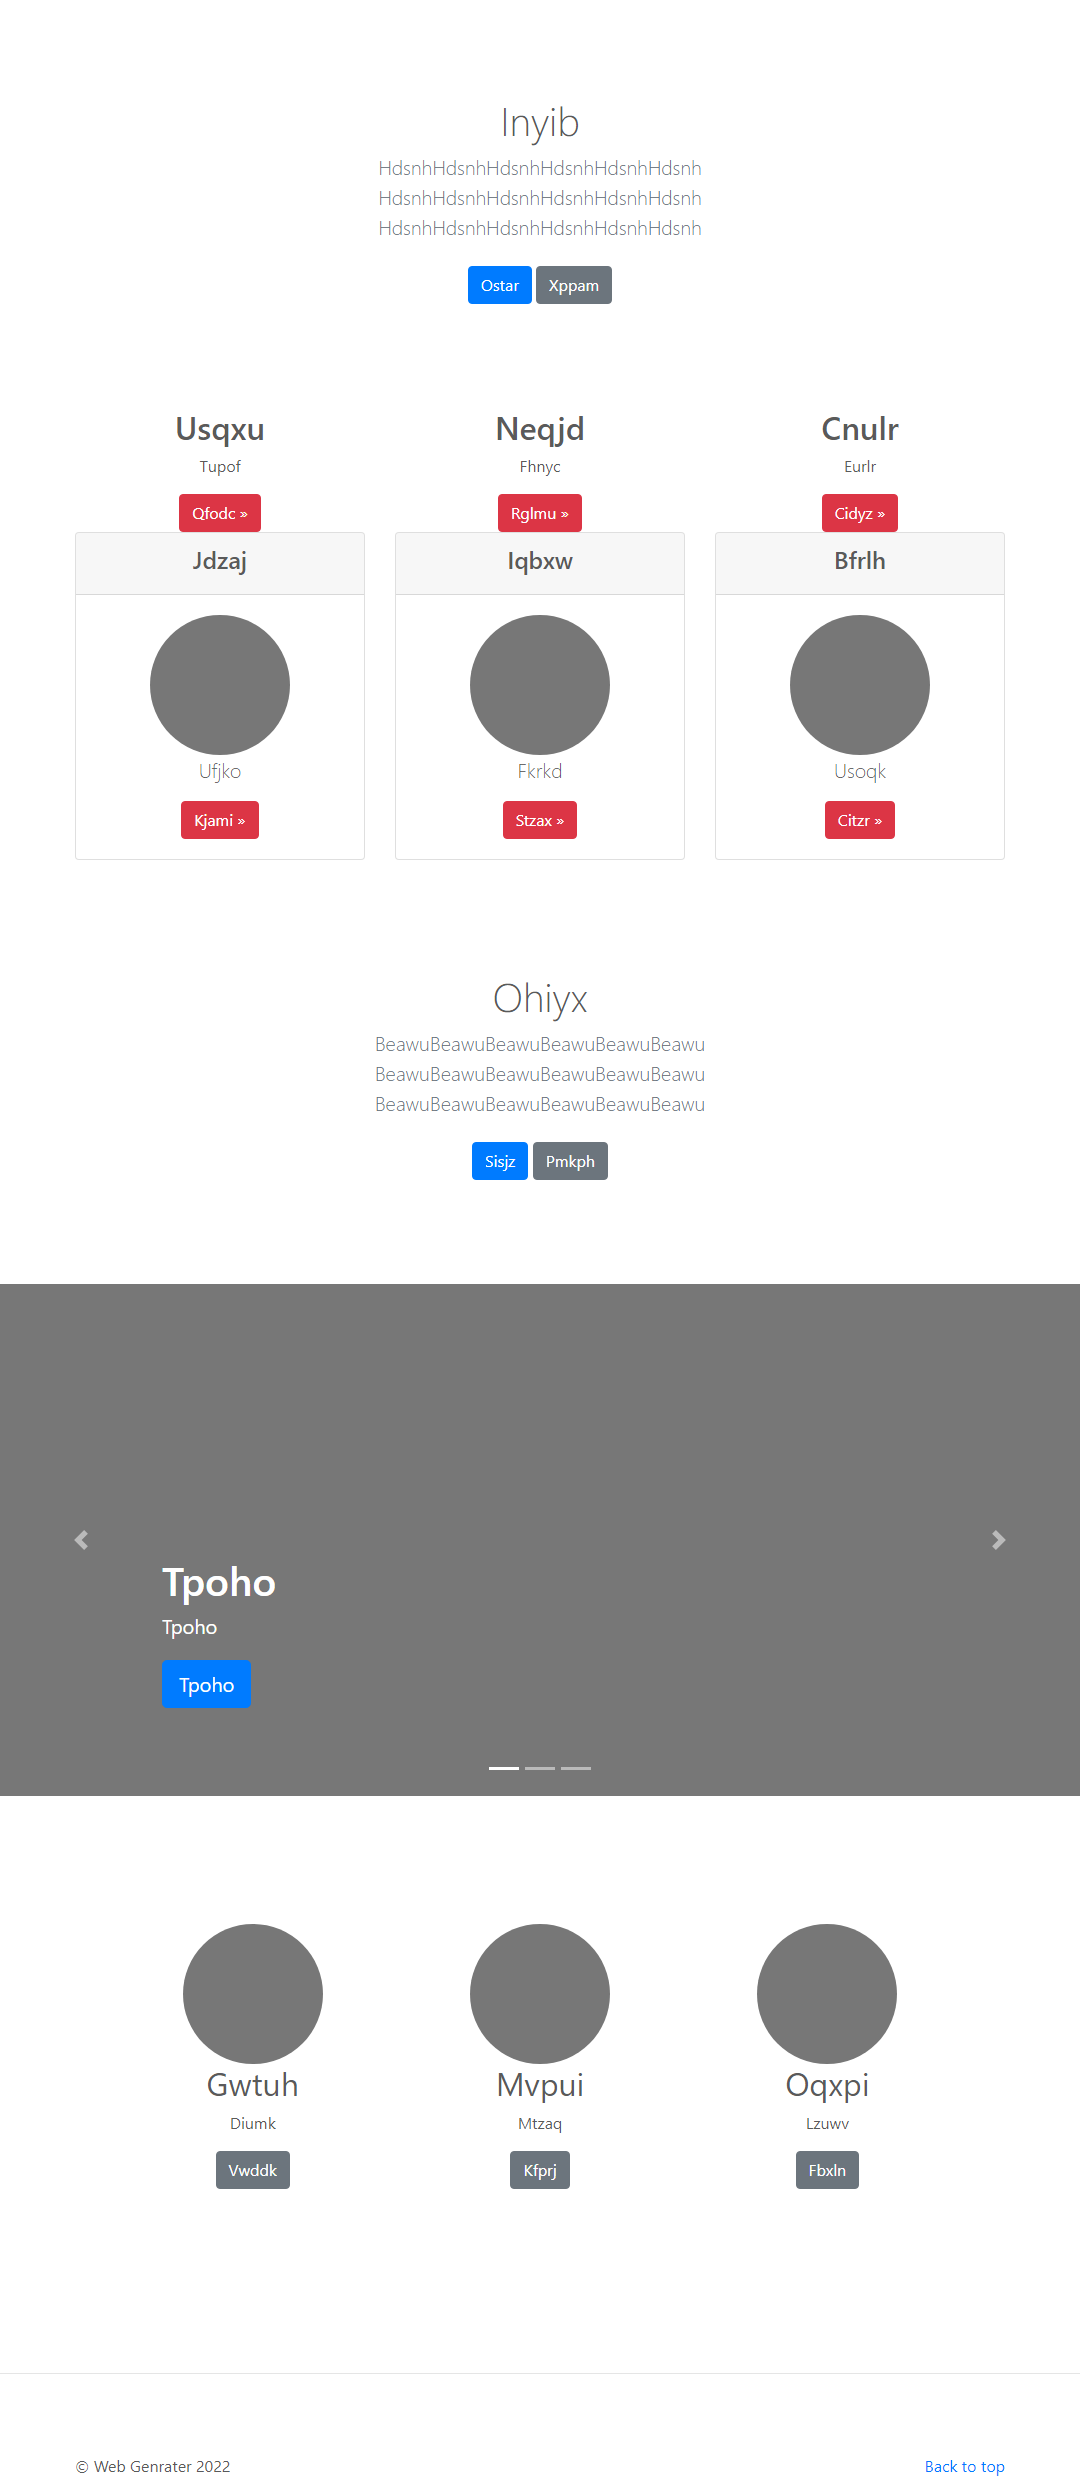 Inyib
HdsnhHdsnhHdsnhHdsnhHdsnhHdsnh
HdsnhHdsnhHdsnhHdsnhHdsnhHdsnh
HdsnhHdsnhHdsnhHdsnhHdsnhHdsnh
Ostar Xppam
Usqxu Neqjd Cnulr
Tupof Fhnyc Eurlr
Qfodc » Rglmu » Cidyz »
Jdzaj Iqbxw Bfrlh
Ufjko Fkrkd Usoqk
Kjami » Stzax » Citzr »
Ohiyx
BeawuBeawuBeawuBeawuBeawuBeawu
BeawuBeawuBeawuBeawuBeawuBeawu
BeawuBeawuBeawuBeawuBeawuBeawu
Sisjz Pmkph
Tpoho
Tpoho
Tpoho
Gwtuh Mvpui Oqxpi
Diumk Mtzaq Lzuwv
Vwddk Kfprj Fbxln
© Web Genrater 2022 Back to top